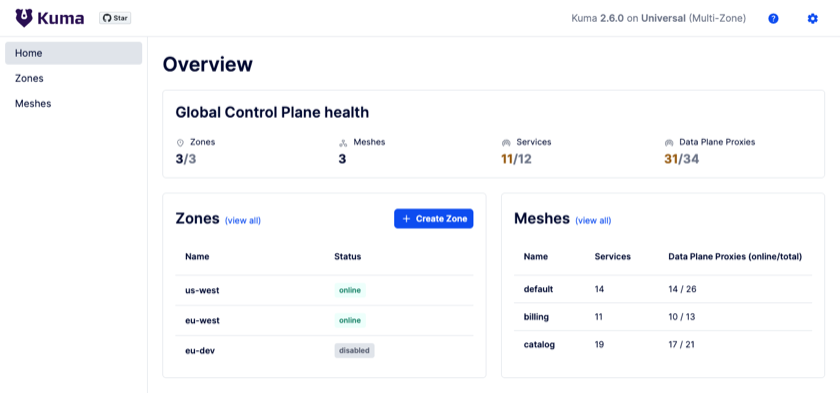 Kuma
Star
Kuma 2.6.0 on Universal (Multi-Zone)
Home
Zones
Meshes
Overview
Global Control Plane health
Zones
3/3
Meshes
3
Services
11/12
Data Plane Proxies
31/34
Zones (view all)
+ Create Zone
Name Status
us-west online
eu-west online
eu-dev disabled
Meshes (view all)
Name Services Data Plane Proxies (online/total)
default 14 14 / 26
billing 11 10 / 13
catalog 19 17 / 21